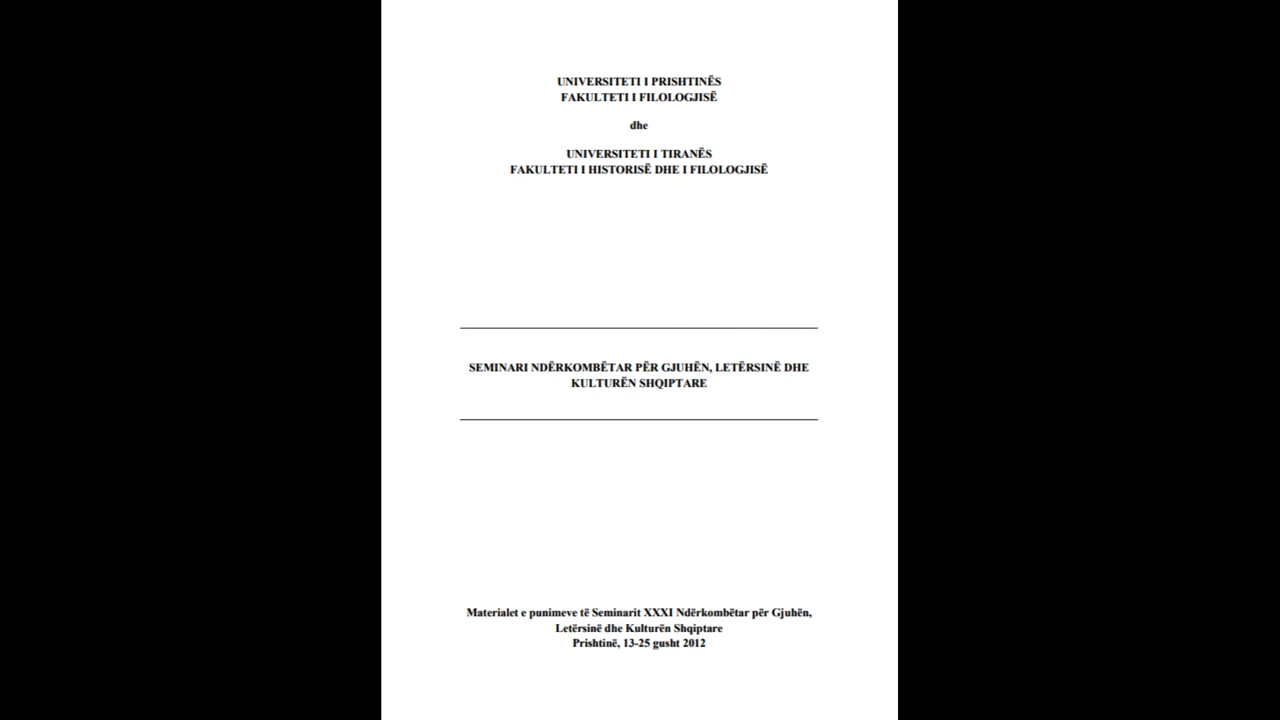 UNIVERSITETI I PRISHTINËS
FAKULTETI I FILOLOGJISË
dhe
UNIVERSITETI I TIRANËS
FAKULTETI I HISTORISË DHE I FILOLOGJISË
SEMINARI NDËRKOMBËTAR PËR GJUHËN, LETËRSINË DHE
KULTURËN SHQIPTARE
Materialet e punimeve të Seminarit XXXI Ndërkombëtar për Gjuhën,
Letërsinë dhe Kulturën Shqiptare
Prishtinë, 13-25 gusht 2012